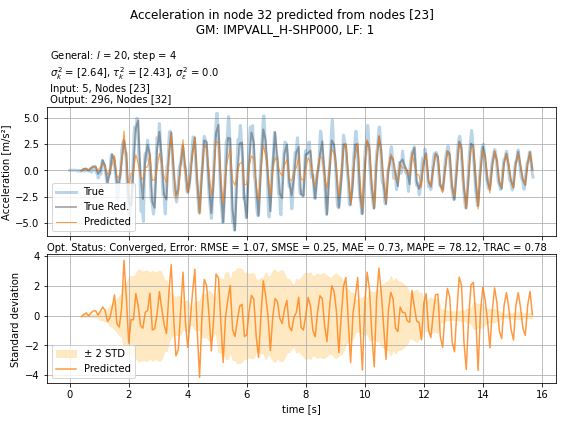 Acceleration in node 32 predicted from nodes [23]
GM: IMPVALL_H-SHP000, LF: 1
General: l = 20, step = 4
σ²ₖ = [2.64], τ²ₖ = [2.43], σ²ε = 0.0
Input: 5, Nodes [23]
Output: 296, Nodes [32]
Acceleration [m/s²]
5.0
2.5
0.0
−2.5
−5.0
True
True Red.
Predicted
Opt. Status: Converged, Error: RMSE = 1.07, SMSE = 0.25, MAE = 0.73, MAPE = 78.12, TRAC = 0.78
Standard deviation
4
2
0
−2
−4
± 2 STD
Predicted
0 2 4 6 8 10 12 14 16
time [s]